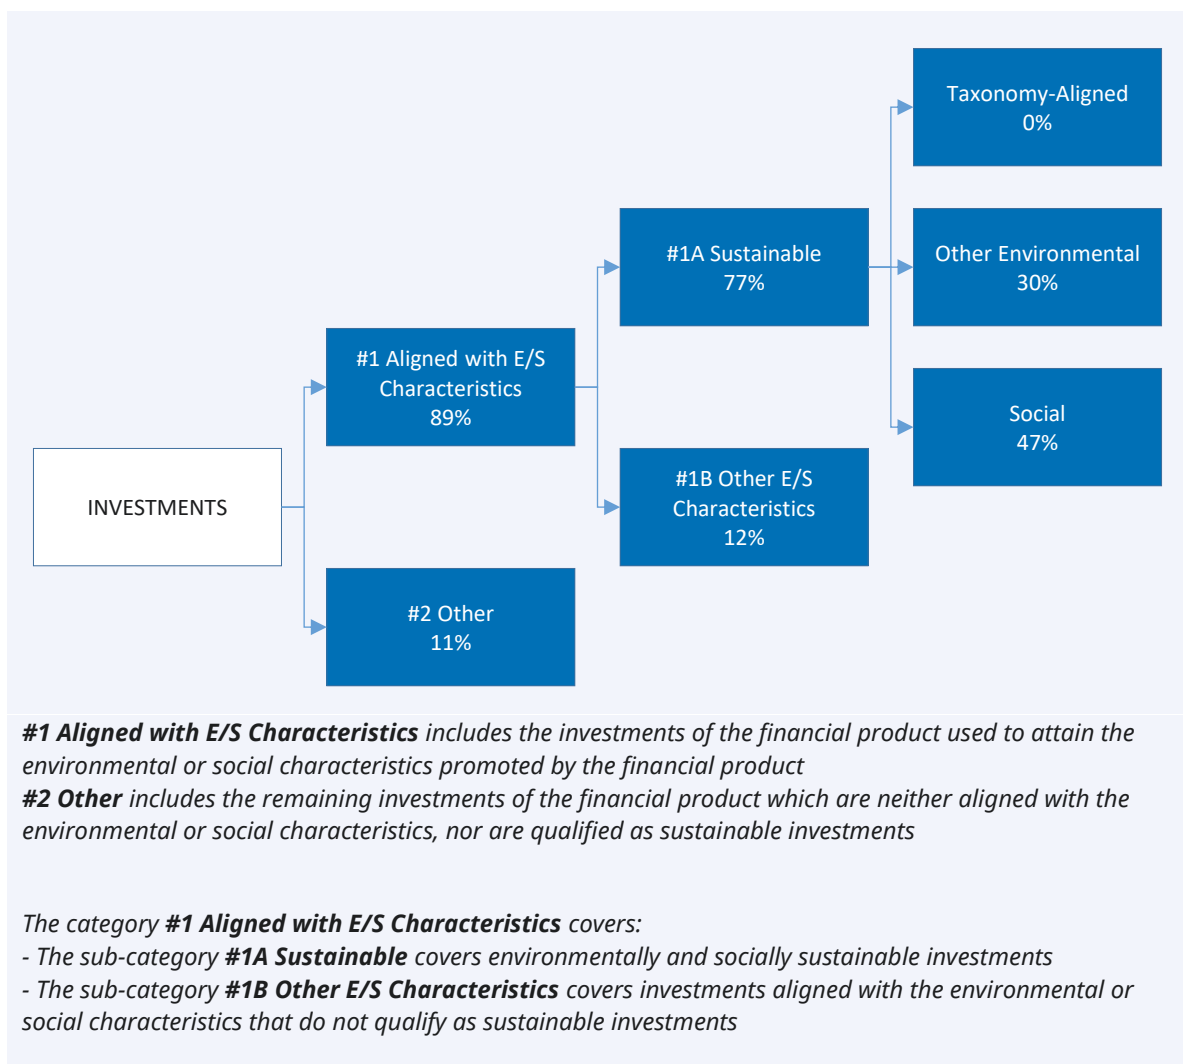 Taxonomy-Aligned
0%
#1A Sustainable
77%
Other Environmental
30%
#1 Aligned with E/S
Characteristics
89%
Social
47%
INVESTMENTS
#1B Other E/S
Characteristics
12%
#2 Other
11%
#1 Aligned with E/S Characteristics includes the investments of the financial product used to attain the
environmental or social characteristics promoted by the financial product
#2 Other includes the remaining investments of the financial product which are neither aligned with the
environmental or social characteristics, nor are qualified as sustainable investments
The category #1 Aligned with E/S Characteristics covers:
- The sub-category #1A Sustainable covers environmentally and socially sustainable investments
- The sub-category #1B Other E/S Characteristics covers investments aligned with the environmental or
social characteristics that do not qualify as sustainable investments